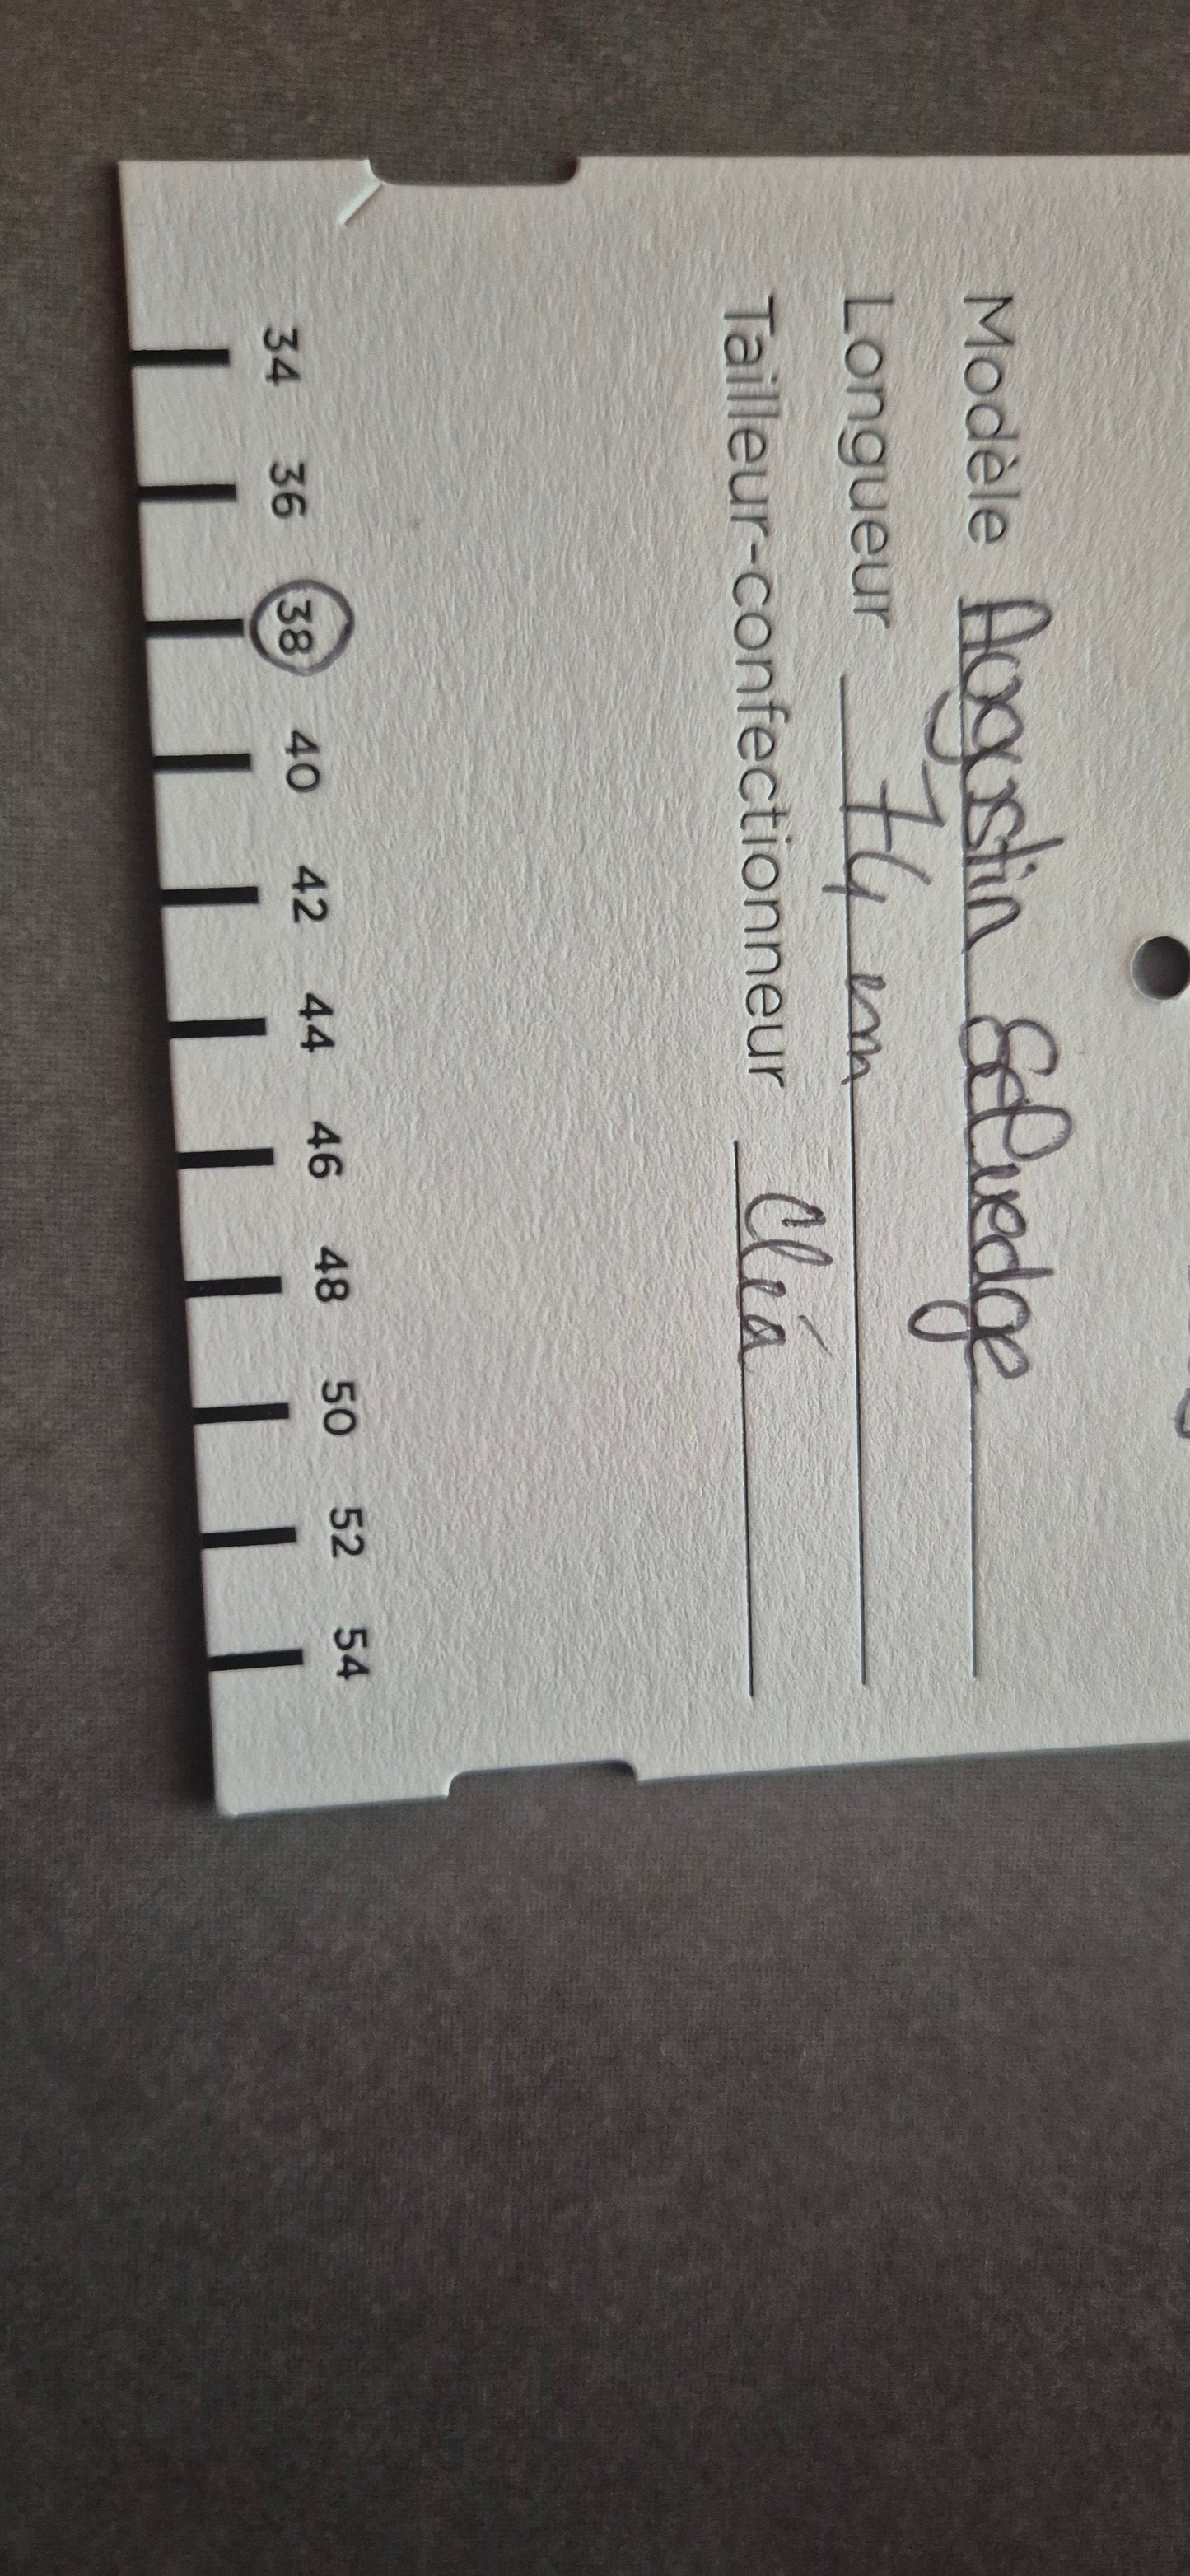 Modèle Augustin Selvedge
Longueur 74 cm
Tailleur-confectionneur Cléa
34 36 38 40 42 44 46 48 50 52 54